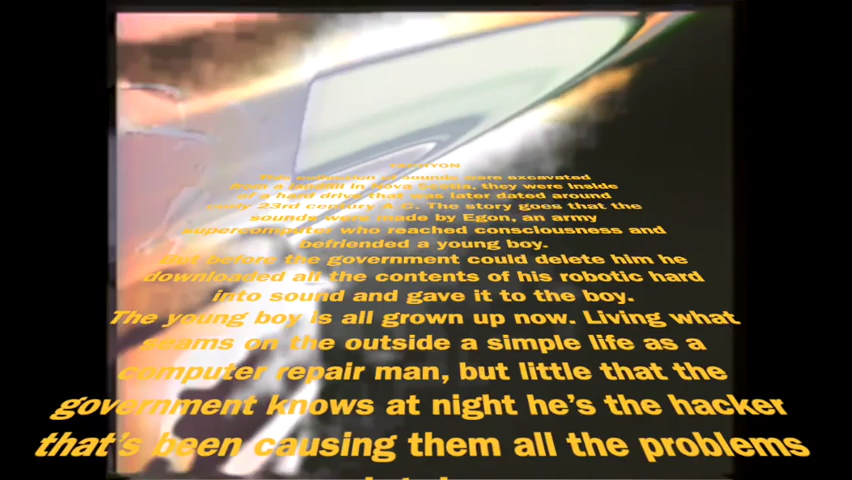 of sounds were excavated
from a landfill in Nova Scotia, they were inside
of a hard drive that was later dated around
early 23rd century A C. The story goes that the
sounds were made by Egon, an army
supercomputer who reached consciousness and
befriended a young boy.
But before the government could delete him he
downloaded all the contents of his robotic hard
into sound and gave it to the boy.
The young boy is all grown up now. Living what
seams on the outside a simple life as a
computer repair man, but little that the
government knows at night he's the hacker
that's been causing them all the problems